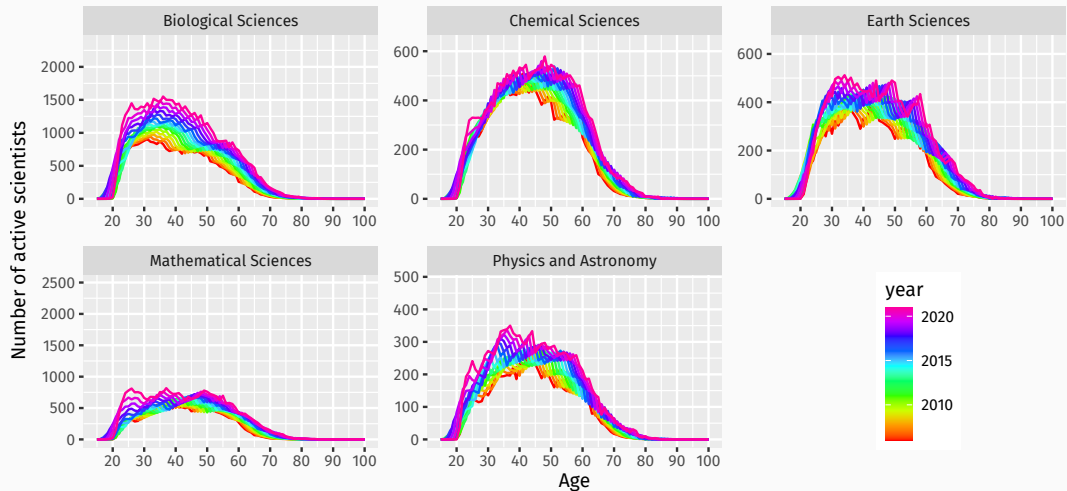 Biological Sciences
Chemical Sciences
Earth Sciences
Number of active scientists
2000
1500
1000
500
0
20 30 40 50 60 70 80 90 100
600
400
200
0
20 30 40 50 60 70 80 90 100
600
400
200
0
20 30 40 50 60 70 80 90 100
Mathematical Sciences
Physics and Astronomy
2500
2000
1500
1000
500
0
20 30 40 50 60 70 80 90 100
500
400
300
200
100
0
20 30 40 50 60 70 80 90 100
Age
year
2020
2015
2010